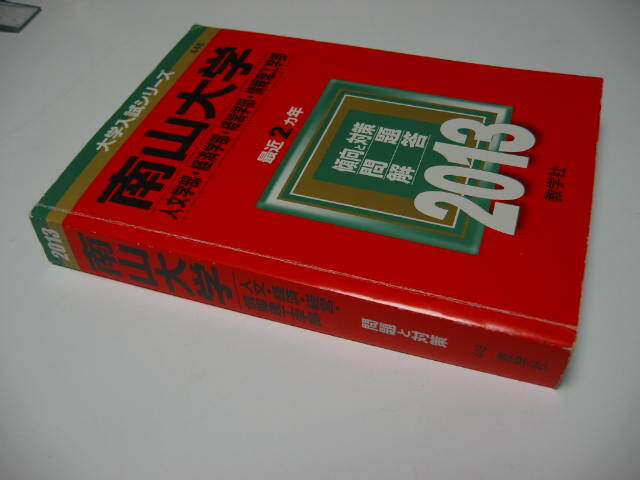 大学入試シリーズ
448
南山大学
人文学部・経済学部・経営学部・情報理工学部
最近2カ年
傾向と対策
問題
解答
2013
教学社
2013
南山大学
人文・経済・経営・
情報理工学部
問題と対策
教学社